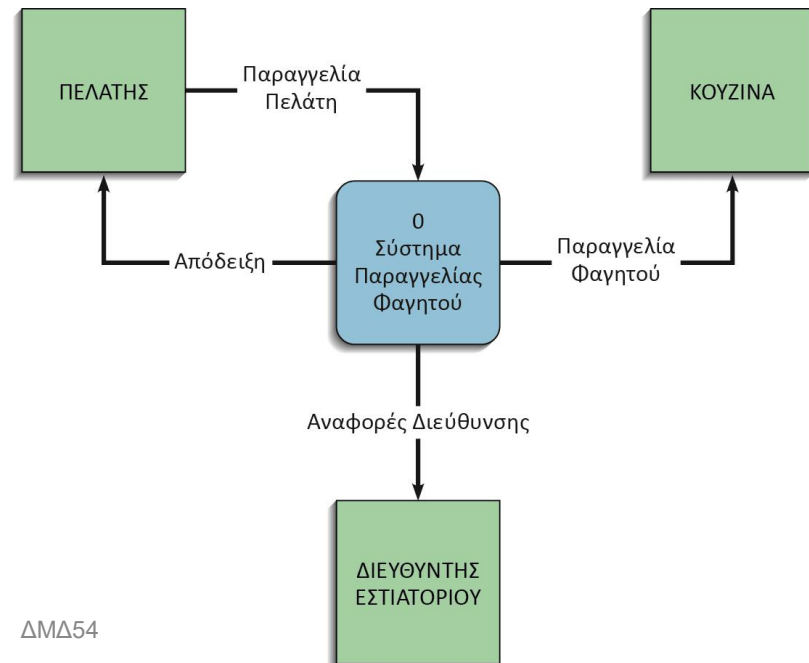 ΠΕΛΑΤΗΣ
Παραγγελία
Πελάτη
ΚΟΥΖΙΝΑ
0
Σύστημα
Παραγγελίας
Φαγητού
Απόδειξη
Παραγγελία
Φαγητού
Αναφορές Διεύθυνσης
ΔΙΕΥΘΥΝΤΗΣ
ΕΣΤΙΑΤΟΡΙΟΥ
ΔΜΔ54